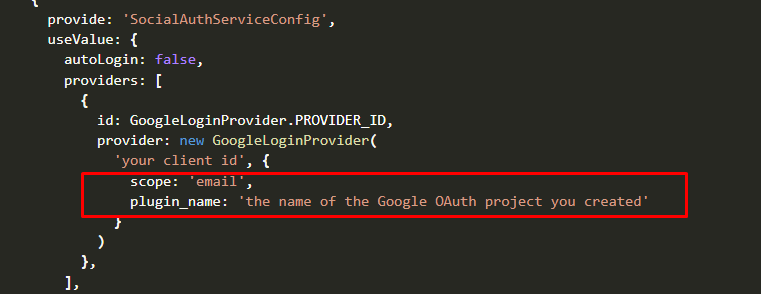 {
provide: 'SocialAuthServiceConfig',
useValue: {
autoLogin: false,
providers: [
{
id: GoogleLoginProvider.PROVIDER_ID,
provider: new GoogleLoginProvider(
'your client id', {
scope: 'email',
plugin_name: 'the name of the Google OAuth project you created'
}
)
},
],